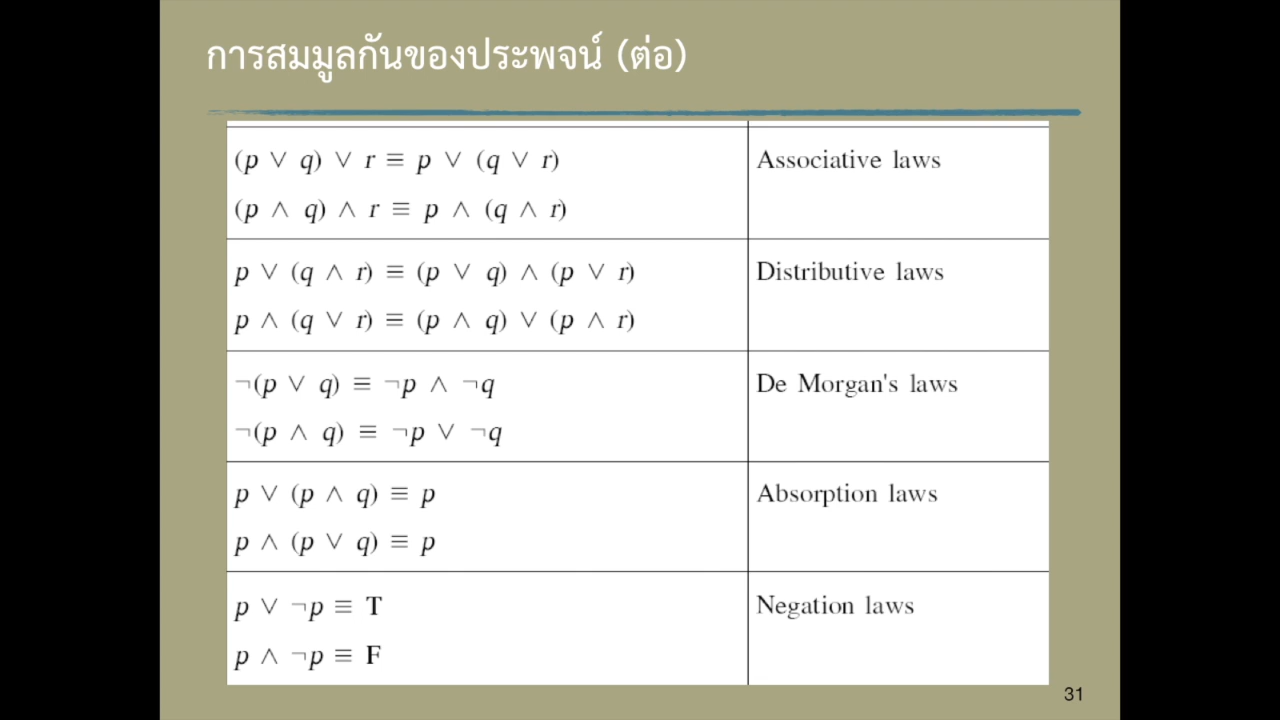 การสมมูลกันของประพจน์ (ต่อ)
(p ∨ q) ∨ r ≡ p ∨ (q ∨ r) Associative laws
(p ∧ q) ∧ r ≡ p ∧ (q ∧ r)
p ∨ (q ∧ r) ≡ (p ∨ q) ∧ (p ∨ r) Distributive laws
p ∧ (q ∨ r) ≡ (p ∧ q) ∨ (p ∧ r)
¬(p ∨ q) ≡ ¬p ∧ ¬q De Morgan's laws
¬(p ∧ q) ≡ ¬p ∨ ¬q
p ∨ (p ∧ q) ≡ p Absorption laws
p ∧ (p ∨ q) ≡ p
p ∨ ¬p ≡ T Negation laws
p ∧ ¬p ≡ F
31